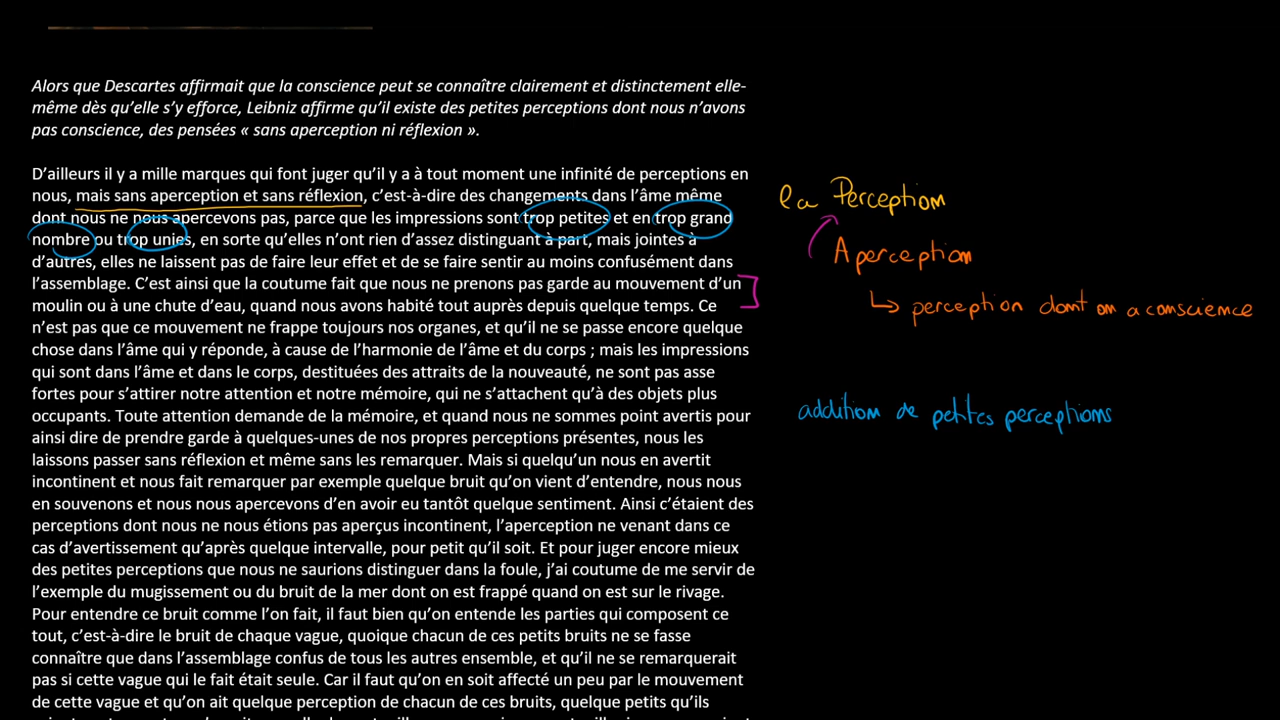 Alors que Descartes affirmait que la conscience peut se connaître clairement et distinctement elle-
même dès qu'elle s'y efforce, Leibniz affirme qu'il existe des petites perceptions dont nous n'avons
pas conscience, des pensées « sans aperception ni réflexion ».
D'ailleurs il y a mille marques qui font juger qu'il y a à tout moment une infinité de perceptions en
nous, mais sans aperception et sans réflexion, c'est-à-dire des changements dans l'âme même
dont nous ne nous apercevons pas, parce que les impressions sont trop petites et en trop grand
nombre ou trop unies, en sorte qu'elles n'ont rien d'assez distinguant à part, mais jointes à
d'autres, elles ne laissent pas de faire leur effet et de se faire sentir au moins confusément dans
l'assemblage. C'est ainsi que la coutume fait que nous ne prenons pas garde au mouvement d'un
moulin ou à une chute d'eau, quand nous avons habité tout auprès depuis quelque temps. Ce
n'est pas que ce mouvement ne frappe toujours nos organes, et qu'il ne se passe encore quelque
chose dans l'âme qui y réponde, à cause de l'harmonie de l'âme et du corps ; mais les impressions
qui sont dans l'âme et dans le corps, destituées des attraits de la nouveauté, ne sont pas asse
fortes pour s'attirer notre attention et notre mémoire, qui ne s'attachent qu'à des objets plus
occupants. Toute attention demande de la mémoire, et quand nous ne sommes point avertis pour
ainsi dire de prendre garde à quelques-unes de nos propres perceptions présentes, nous les
laissons passer sans réflexion et même sans les remarquer. Mais si quelqu'un nous en avertit
incontinent et nous fait remarquer par exemple quelque bruit qu'on vient d'entendre, nous nous
en souvenons et nous nous apercevons d'en avoir eu tantôt quelque sentiment. Ainsi c'étaient des
perceptions dont nous ne nous étions pas aperçus incontinent, l'aperception ne venant dans ce
cas d'avertissement qu'après quelque intervalle, pour petit qu'il soit. Et pour juger encore mieux
des petites perceptions que nous ne saurions distinguer dans la foule, j'ai coutume de me servir de
l'exemple du mugissement ou du bruit de la mer dont on est frappé quand on est sur le rivage.
Pour entendre ce bruit comme l'on fait, il faut bien qu'on entende les parties qui composent ce
tout, c'est-à-dire le bruit de chaque vague, quoique chacun de ces petits bruits ne se fasse
connaître que dans l'assemblage confus de tous les autres ensemble, et qu'il ne se remarquerait
pas si cette vague qui le fait était seule. Car il faut qu'on en soit affecté un peu par le mouvement
de cette vague et qu'on ait quelque perception de chacun de ces bruits, quelque petits qu'ils
la Perception
Aperception
perception dont on a conscience
addition de petites perceptions